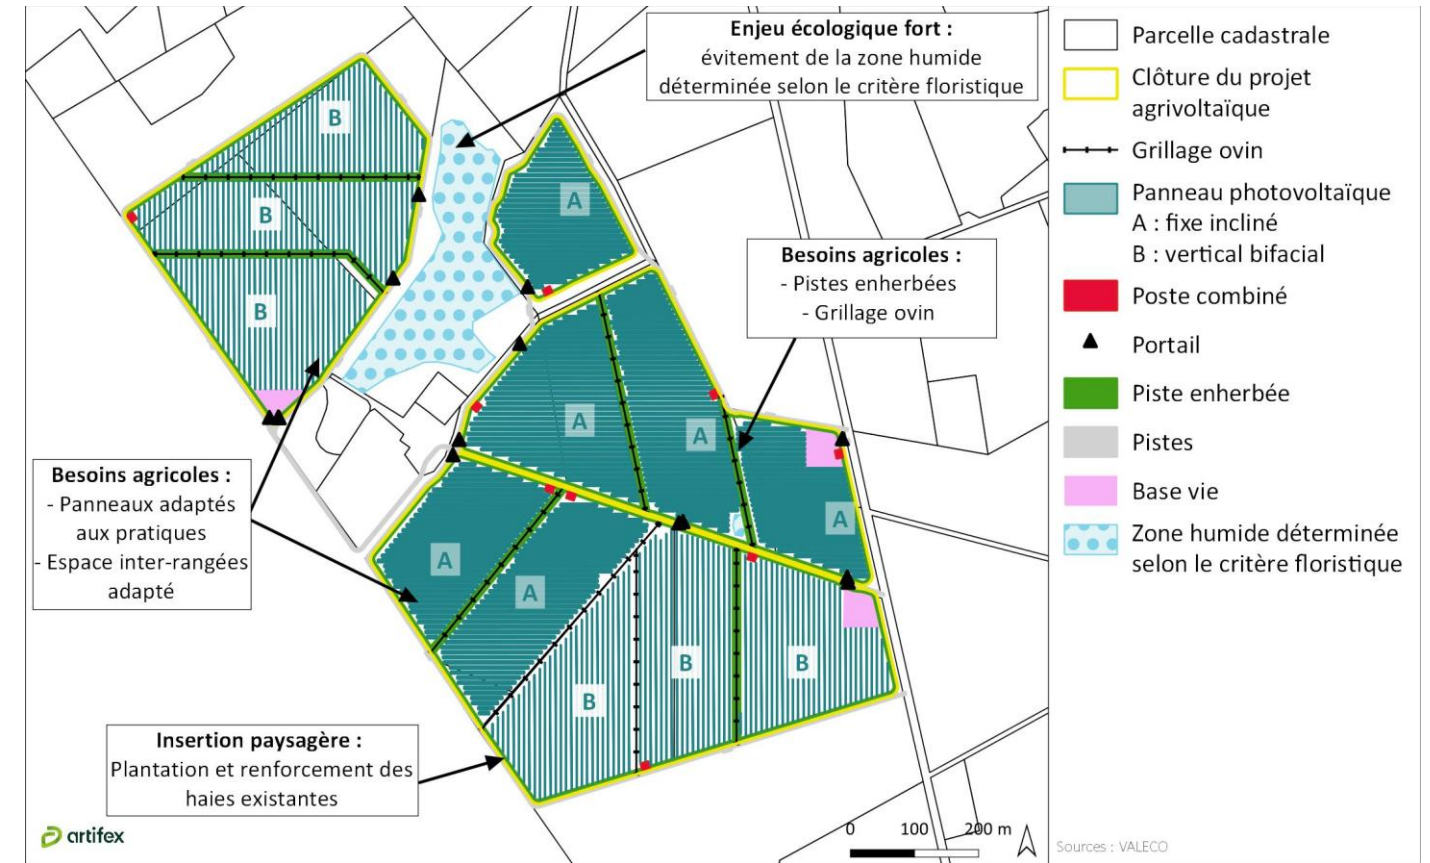 Enjeu écologique fort :
évitement de la zone humide
déterminée selon le critère floristique
B
B
B
A
Besoins agricoles :
- Pistes enherbées
- Grillage ovin
A
A
A
A
A
B
B
B
Besoins agricoles :
- Panneaux adaptés
aux pratiques
- Espace inter-rangées
adapté
Insertion paysagère :
Plantation et renforcement des
haies existantes
artifex
0 100 200 m
Parcelle cadastrale
Clôture du projet
agrivoltaïque
Grillage ovin
Panneau photovoltaïque
A : fixe incliné
B : vertical bifacial
Poste combiné
Portail
Piste enherbée
Pistes
Base vie
Zone humide déterminée
selon le critère floristique
Sources : VALECO